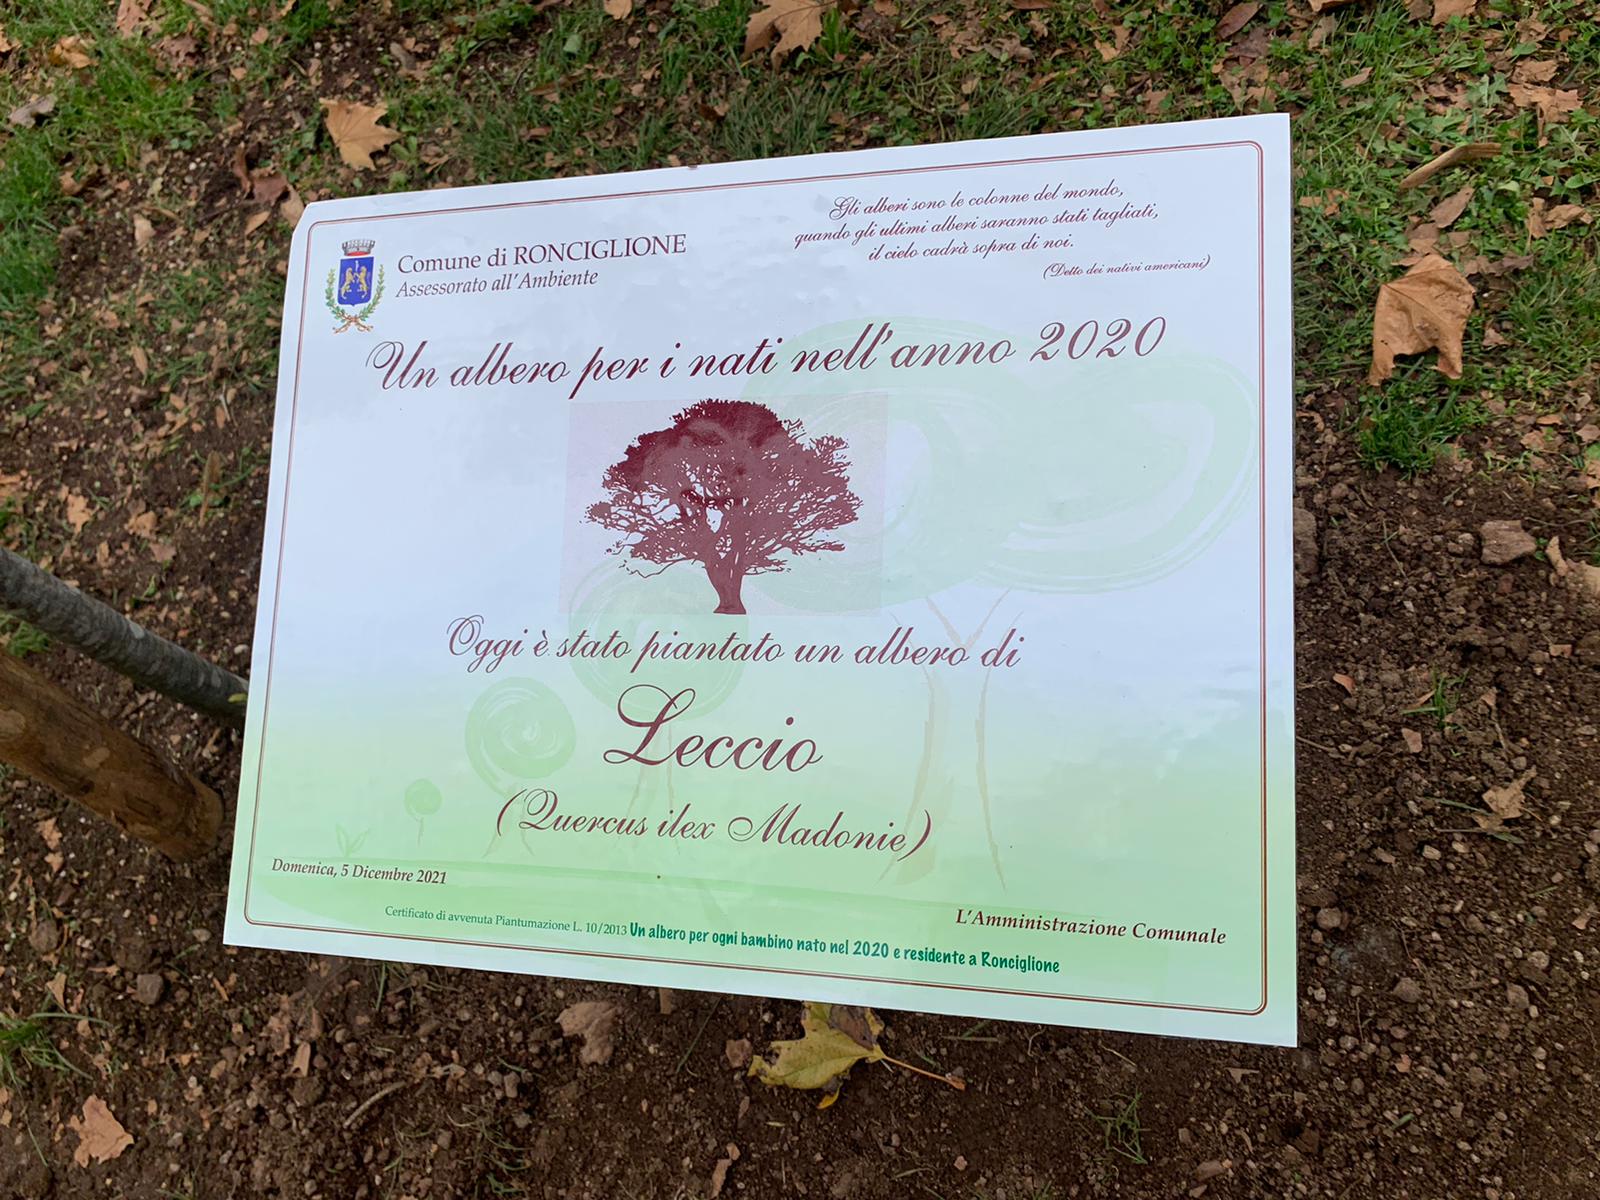 Comune di RONCIGLIONE
Assessorato all'Ambiente
Gli alberi sono le colonne del mondo,
quando gli ultimi alberi saranno stati tagliati,
il cielo cadrà sopra di noi.
(Detto dei nativi americani)
Un albero per i nati nell'anno 2020
Oggi è stato piantato un albero di
Leccio
(Quercus ilex Madonie)
Domenica, 5 Dicembre 2021
L'Amministrazione Comunale
Certificato di avvenuta Piantumazione L. 10/2013 Un albero per ogni bambino nato nel 2020 e residente a Ronciglione